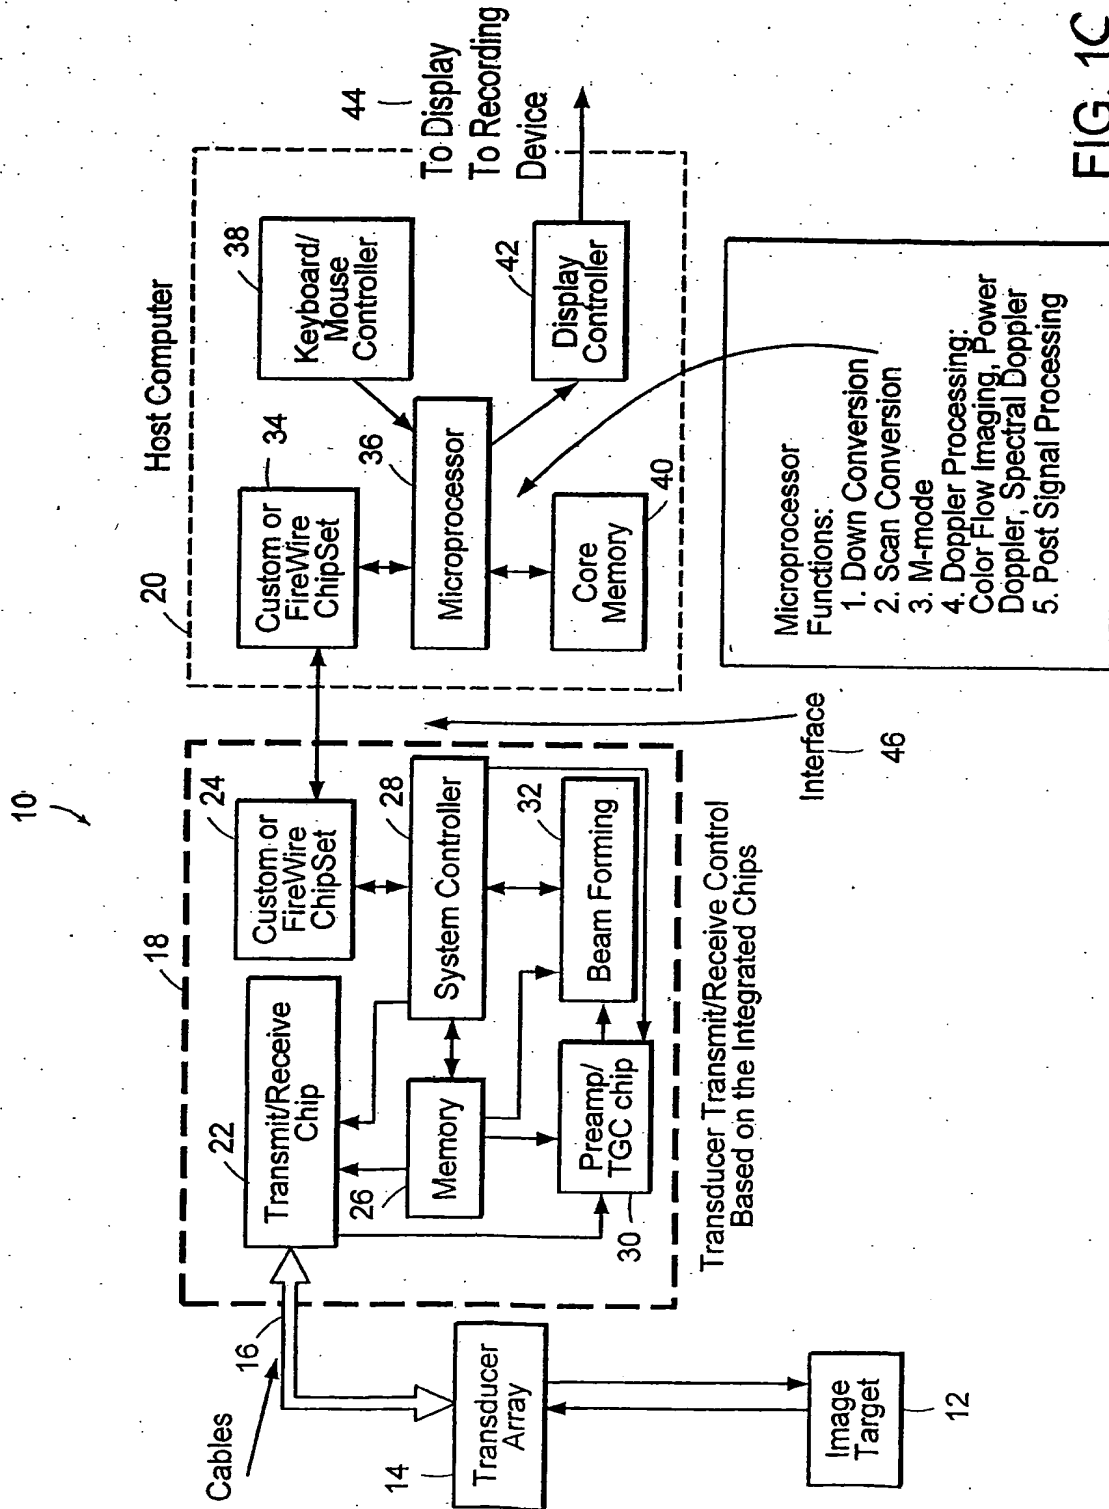 10
Cables
16
14
Transducer
Array
Image
Target
12
18
22
Transmit/Receive
Chip
24
Custom or
FireWire
ChipSet
26
Memory
28
System Controller
30
Preamp/
TGC chip
32
Beam Forming
Transducer Transmit/Receive Control
Based on the Integrated Chips
Interface
46
20
Host Computer
34
Custom or
FireWire
ChipSet
36
Microprocessor
38
Keyboard/
Mouse
Controller
40
Core
Memory
42
Display
Controller
44
To Display
To Recording
Device
Microprocessor
Functions:
1. Down Conversion
2. Scan Conversion
3. M-mode
4. Doppler Processing:
Color Flow Imaging, Power
Doppler, Spectral Doppler
5. Post Signal Processing
FIG. 1C